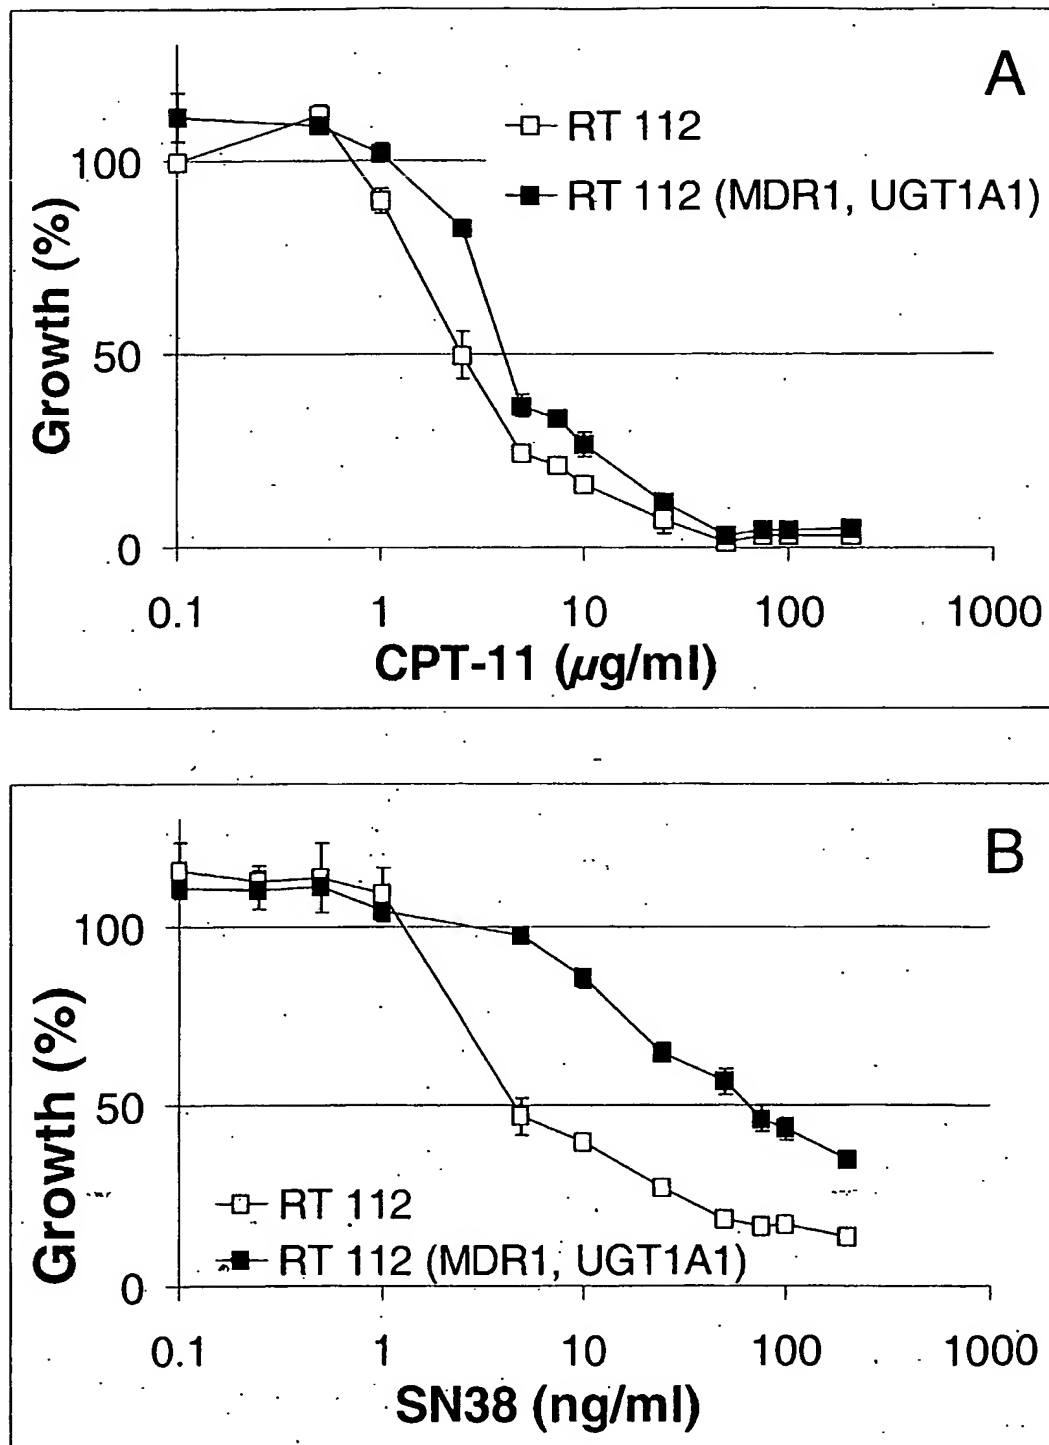 A
RT 112
RT 112 (MDR1, UGT1A1)
Growth (%)
100
50
0
0.1 1 10 100 1000
CPT-11 (µg/ml)
B
Growth (%)
100
50
0
RT 112
RT 112 (MDR1, UGT1A1)
0.1 1 10 100 1000
SN38 (ng/ml)